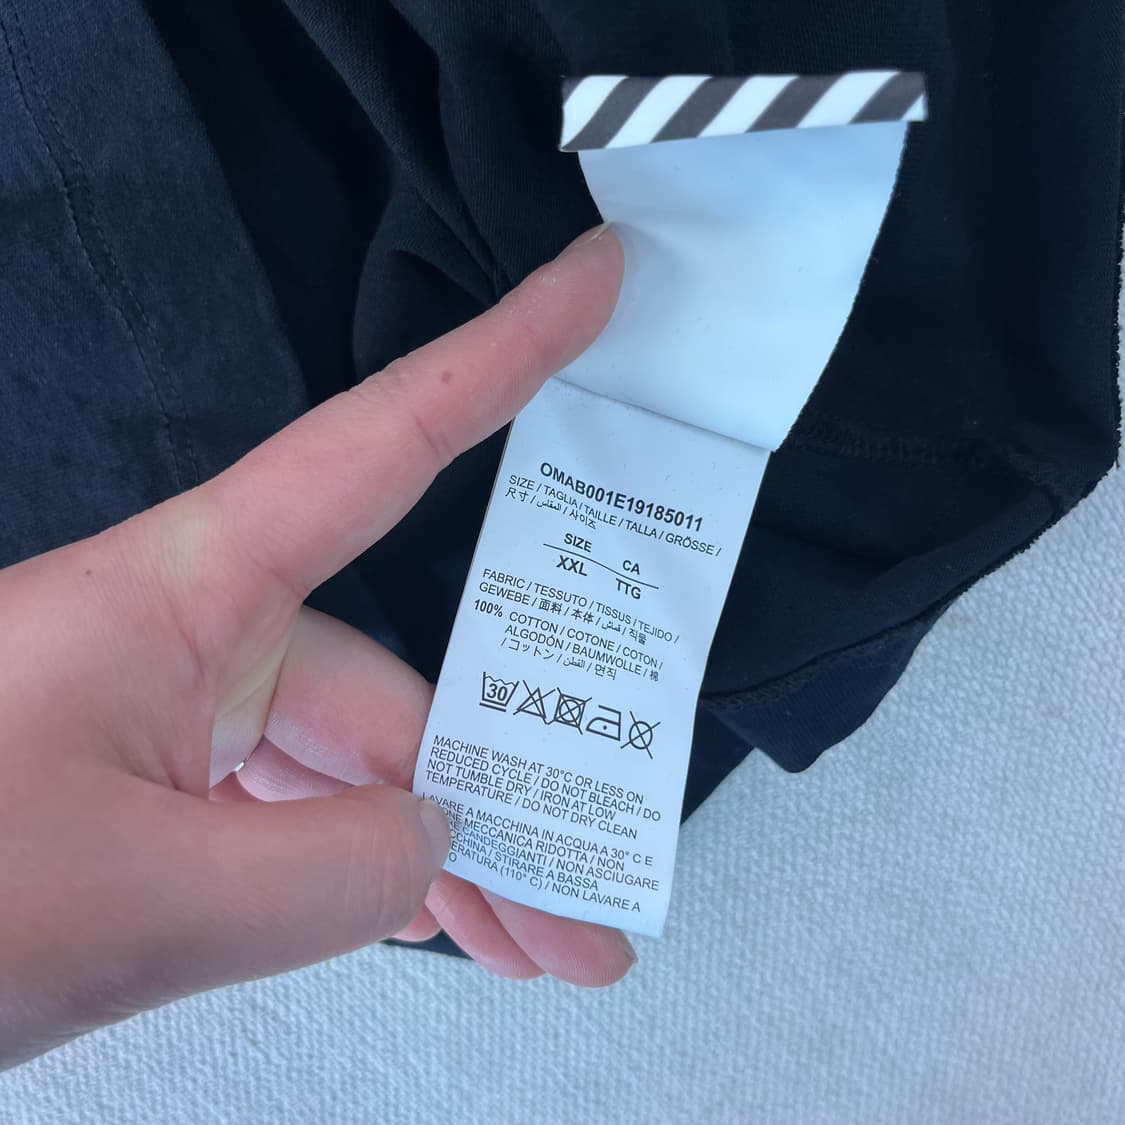 OMAB001E19185011
SIZE / TAGLIA / TAILLE / TALLA / GRÖSSE /
尺寸 / المقاس / 사이즈
SIZE CA
XXL TTG
FABRIC / TESSUTO / TISSUS / TEJIDO /
GEWEBE / 面料 / 本体 / قماش / 직물
100% COTTON / COTONE / COTON /
ALGODÓN / BAUMWOLLE / 棉
/ コットン / القطن / 면직
30
MACHINE WASH AT 30°C OR LESS ON
REDUCED CYCLE / DO NOT BLEACH / DO
NOT TUMBLE DRY / IRON AT LOW
TEMPERATURE / DO NOT DRY CLEAN
LAVARE A MACCHINA IN ACQUA A 30° C E
MECCANICA RIDOTTA / NON
CANDEGGIANTI / NON ASCIUGARE
/ STIRARE A BASSA
(110° C) / NON LAVARE A